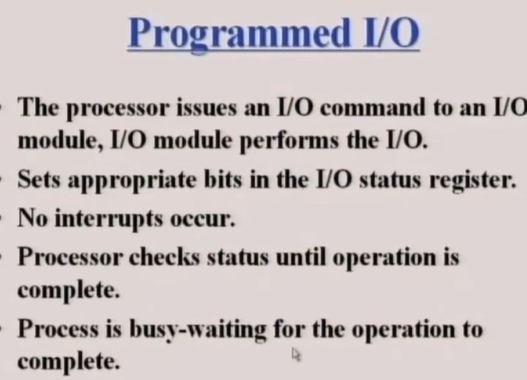 Programmed I/O
The processor issues an I/O command to an I/O
module, I/O module performs the I/O.
Sets appropriate bits in the I/O status register.
No interrupts occur.
Processor checks status until operation is
complete.
Process is busy-waiting for the operation to
complete.